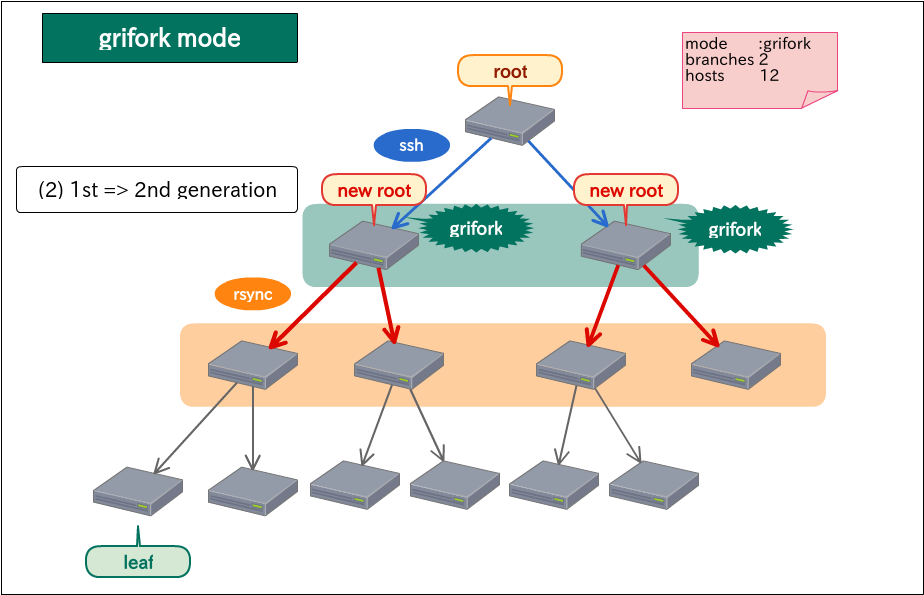 grifork mode
mode :grifork
branches 2
hosts 12
root
ssh
(2) 1st => 2nd generation
new root
new root
grifork
grifork
rsync
leaf